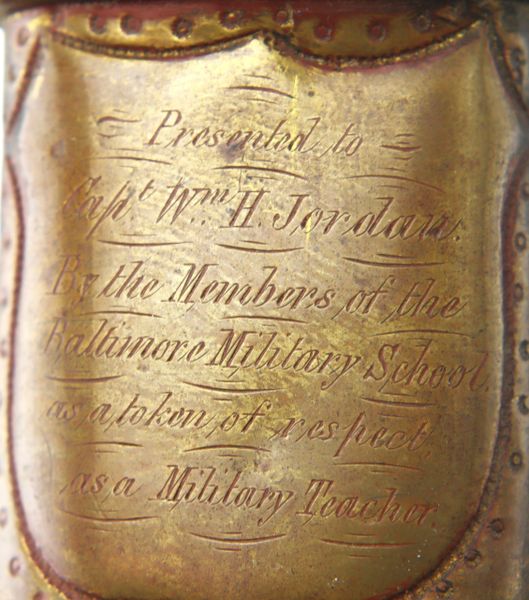 Presented to
Capt. Wm. H. Jordan.
By the Members of the
Baltimore Military School.
as a token of respect,
as a Military Teacher.